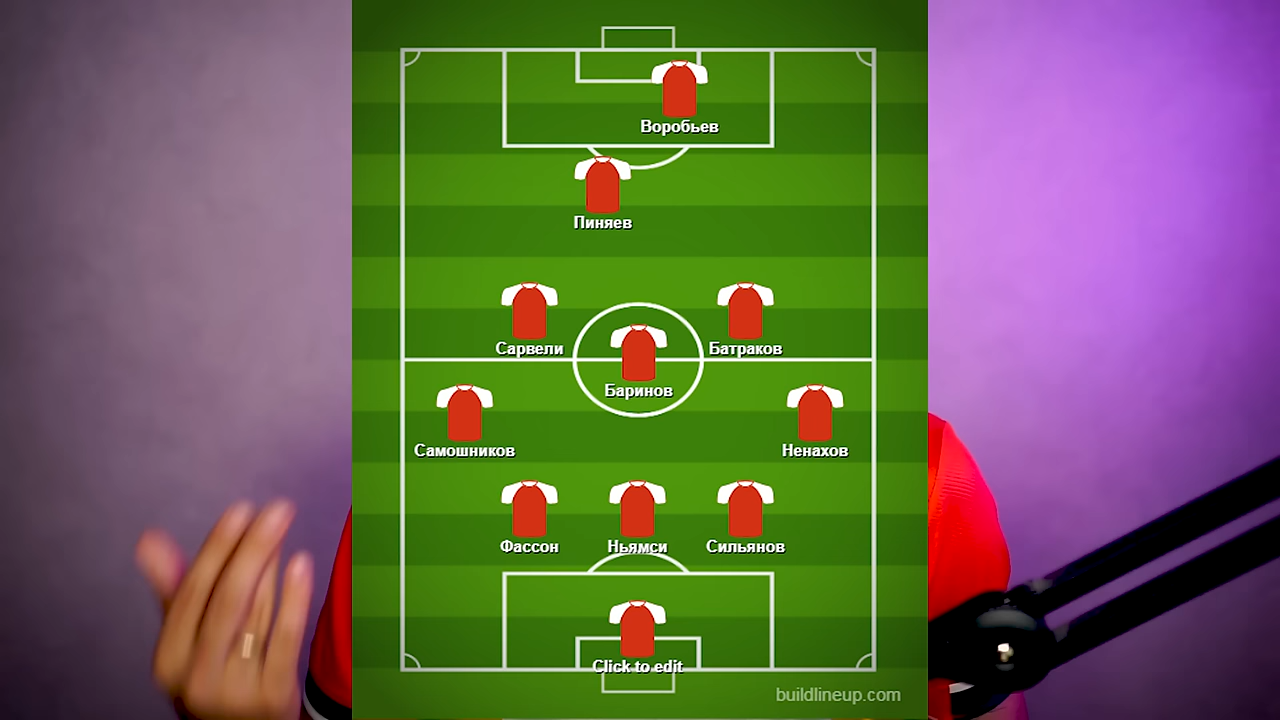 Воробьев
Пиняев
Сарвели
Батраков
Баринов
Самошников
Ненахов
Фассон
Ньямси
Сильянов
Click to edit
buildlineup.com